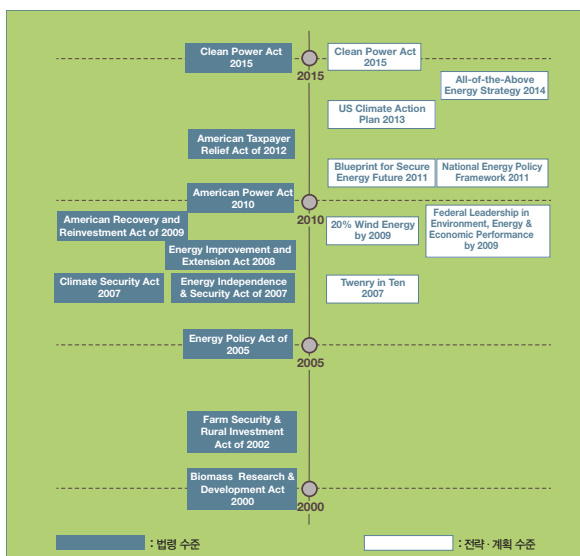 Clean Power Act
2015
Clean Power Act
2015
2015
All-of-the-Above
Energy Strategy 2014
US Climate Action
Plan 2013
American Taxpayer
Relief Act of 2012
Blueprint for Secure
Energy Future 2011
National Energy Policy
Framework 2011
American Power Act
2010
2010
American Recovery and
Reinvestment Act of 2009
20% Wind Energy
by 2009
Federal Leadership in
Environment, Energy &
Economic Performance
by 2009
Energy Improvement and
Extension Act 2008
Climate Security Act
2007
Energy Independence
& Security Act of 2007
Twenry in Ten
2007
Energy Policy Act of
2005
2005
Farm Security &
Rural Investment
Act of 2002
Biomass Research &
Development Act
2000
2000
: 법령 수준
: 전략·계획 수준